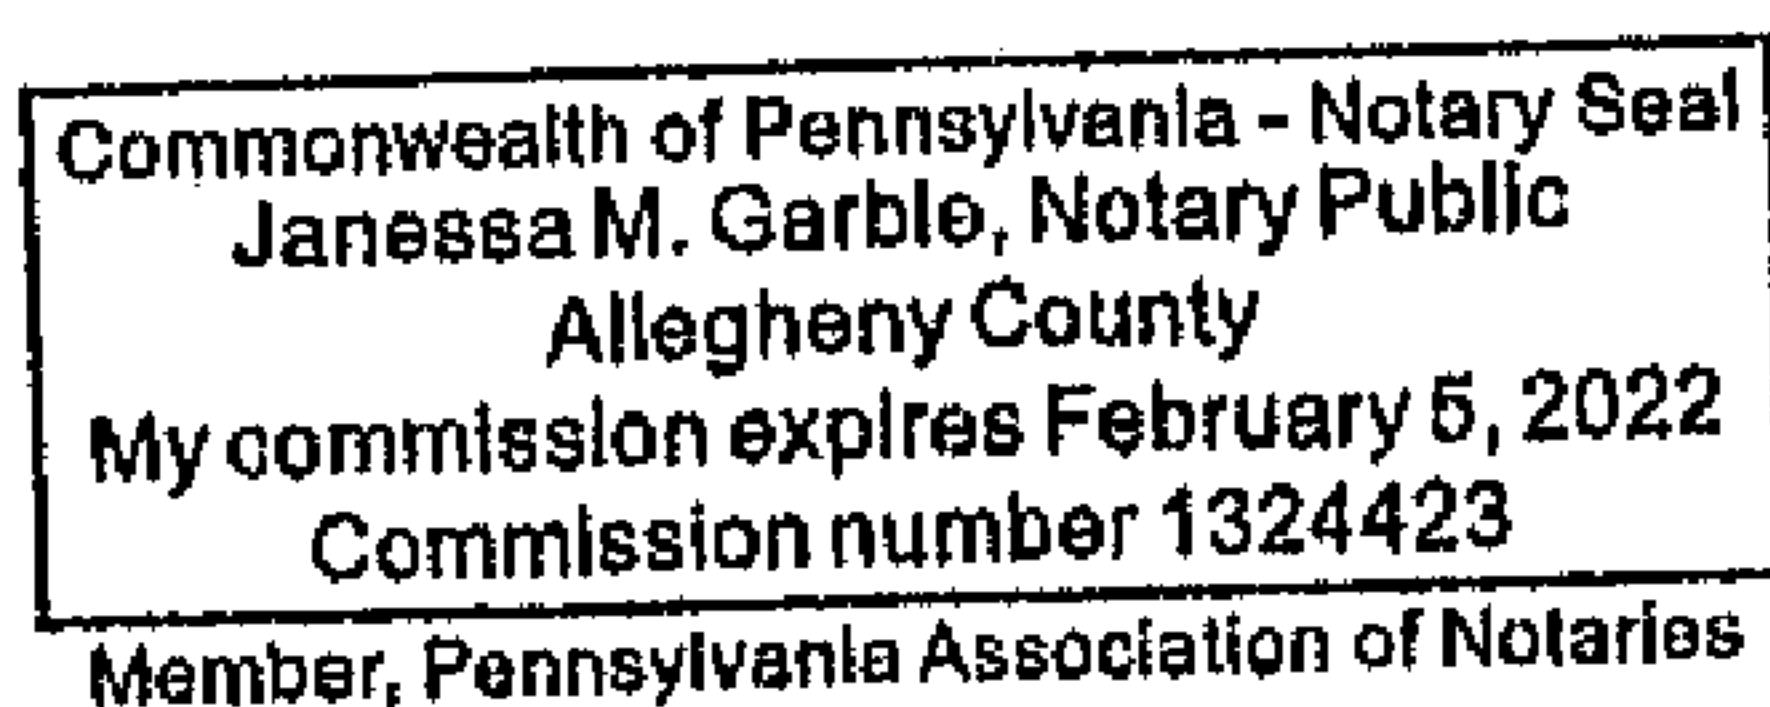 Commonwealth of Pennsylvania - Notary Seal
Janessa M. Garble, Notary Public
Allegheny County
My commission expires February 5, 2022
Commission number 1324423
Member, Pennsylvania Association of Notaries